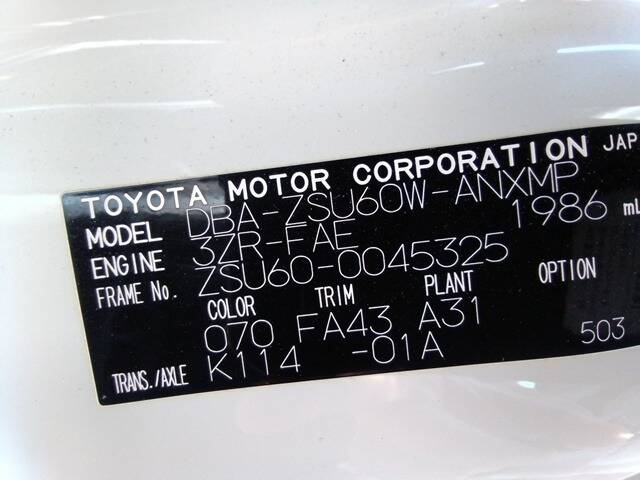 TOYOTA MOTOR CORPORATION JAP
MODEL DBA-ZSU60W-ANXMP
ENGINE 3ZR-FAE 1986 mL
FRAME No. ZSU60-0045325
COLOR TRIM PLANT OPTION
070 FA43 A31
TRANS./AXLE K114 -01A 503